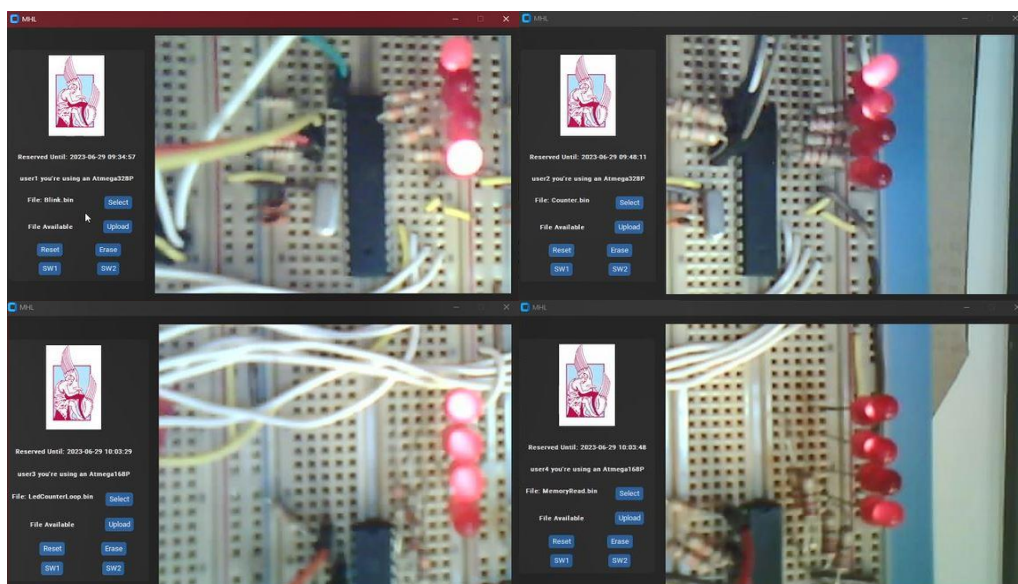 MHL
Reserved Until: 2023-06-29 09:34:57
user1 you're using an Atmega328P
File: Blink.bin
Select
File Available
Upload
Reset
Erase
SW1
SW2
MHL
Reserved Until: 2023-06-29 09:48:11
user2 you're using an Atmega328P
File: Counter.bin
Select
File Available
Upload
Reset
Erase
SW1
SW2
MHL
Reserved Until: 2023-06-29 10:03:29
user3 you're using an Atmega168P
File: LedCounterLoop.bin
Select
File Available
Upload
Reset
Erase
SW1
SW2
MHL
Reserved Until: 2023-06-29 10:03:48
user4 you're using an Atmega168P
File: MemoryRead.bin
Select
File Available
Upload
Reset
Erase
SW1
SW2